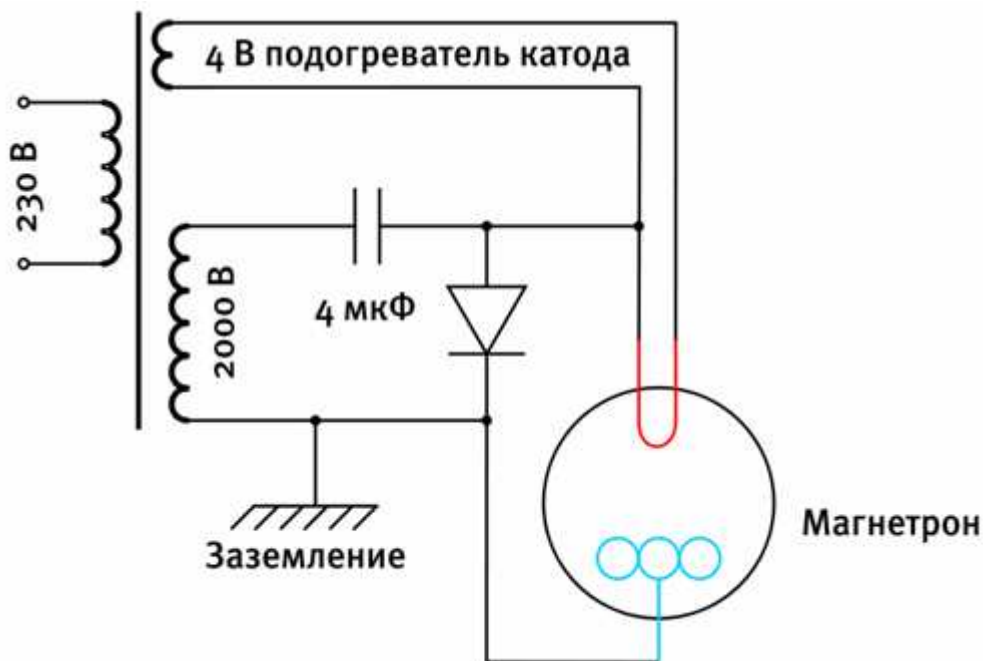 4 В подогреватель катода
230 В
2000 В
4 мкФ
Заземление
Магнетрон